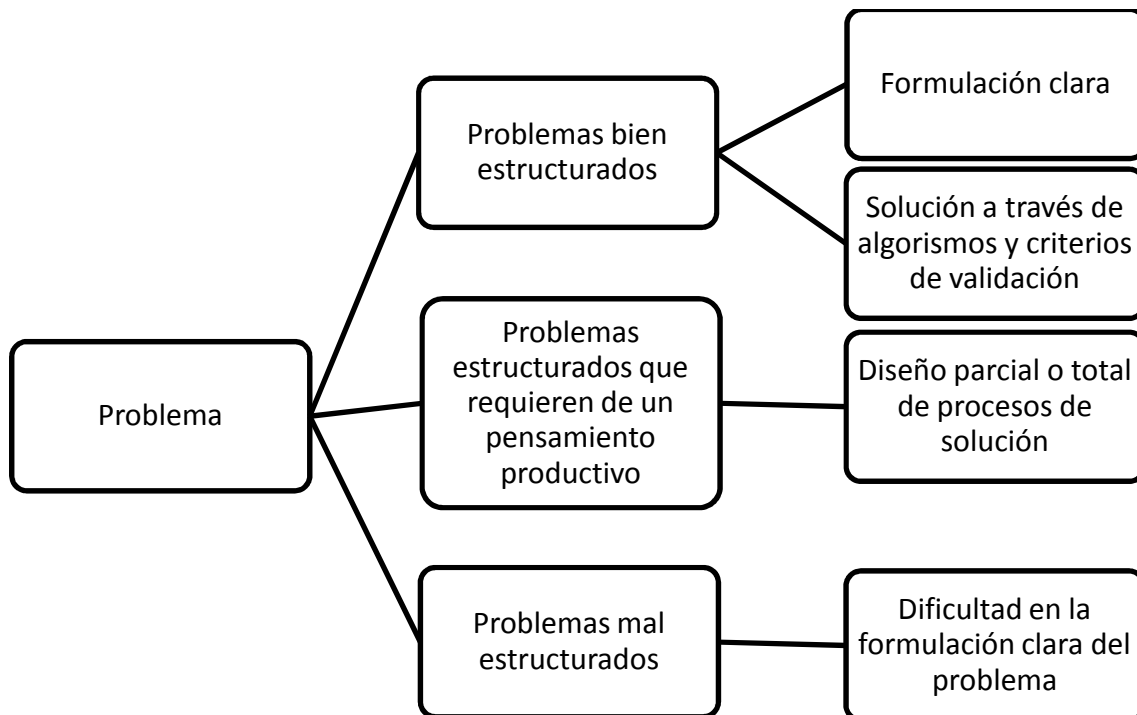 Problema
Problemas bien
estructurados
Formulación clara
Solución a través de
algorismos y criterios
de validación
Problemas
estructurados que
requieren de un
pensamiento
productivo
Diseño parcial o total
de procesos de
solución
Problemas mal
estructurados
Dificultad en la
formulación clara del
problema